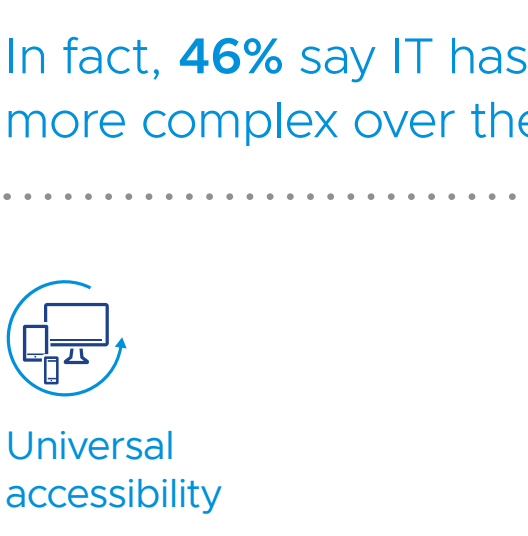 In fact, 46% say IT has
more complex over the
Universal
accessibility